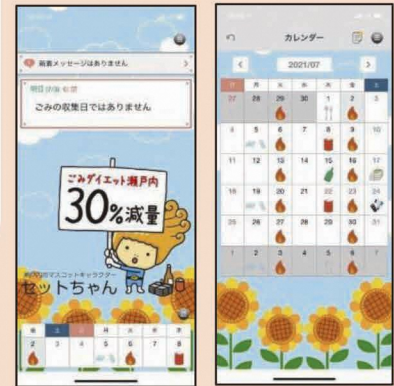 新着メッセージはありません
ごみの収集日ではありません
ごみダイエット瀬戸内
30%減量
セットちゃん
カレンダー
2021/07
27 28 29 30 1 2 3
4 5 6 7 8 9 10
11 12 13 14 15 16 17
18 19 20 21 22 23 24
25 26 27 28 29 30 31
1 2 3 4 5 6 7
2 3 4 5 6 7 8